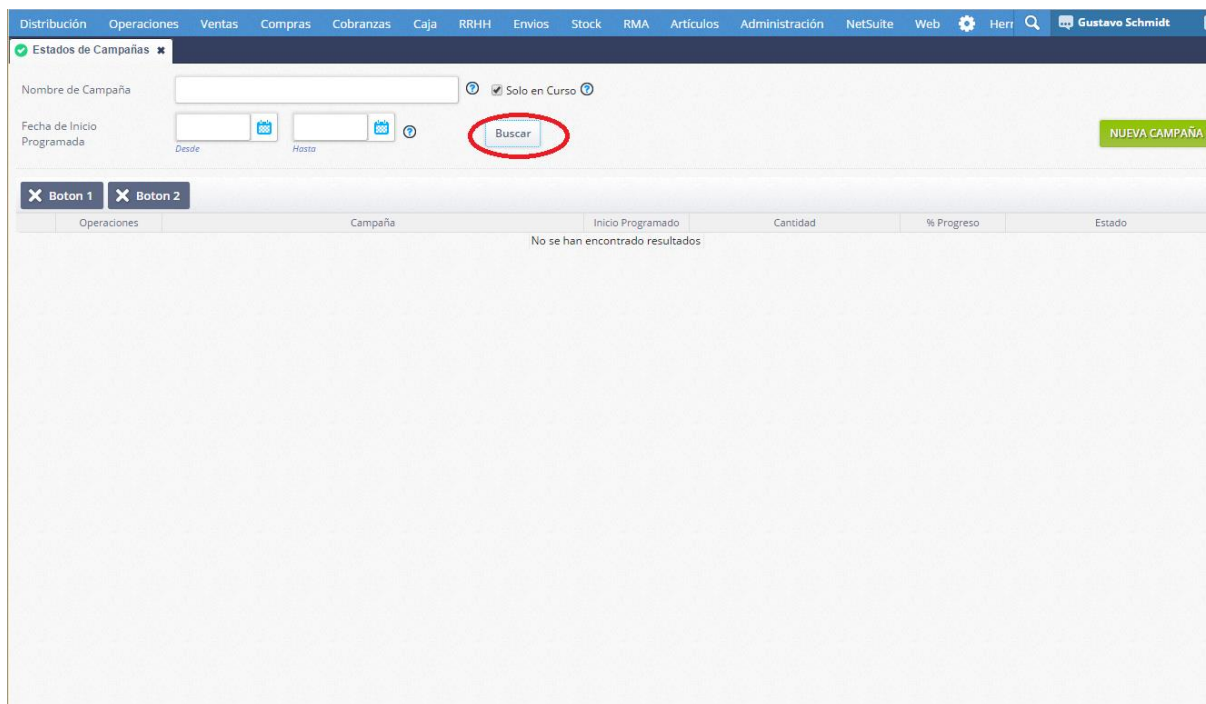 Distribución Operaciones Ventas Compras Cobranzas Caja RRHH Envios Stock RMA Artículos Administración NetSuite Web Herr Gustavo Schmidt
Estados de Campañas
Nombre de Campaña Solo en Curso
Fecha de Inicio
Programada
Desde Hasta
Buscar
NUEVA CAMPAÑA
Boton 1 Boton 2
Operaciones Campaña Inicio Programado Cantidad % Progreso Estado
No se han encontrado resultados